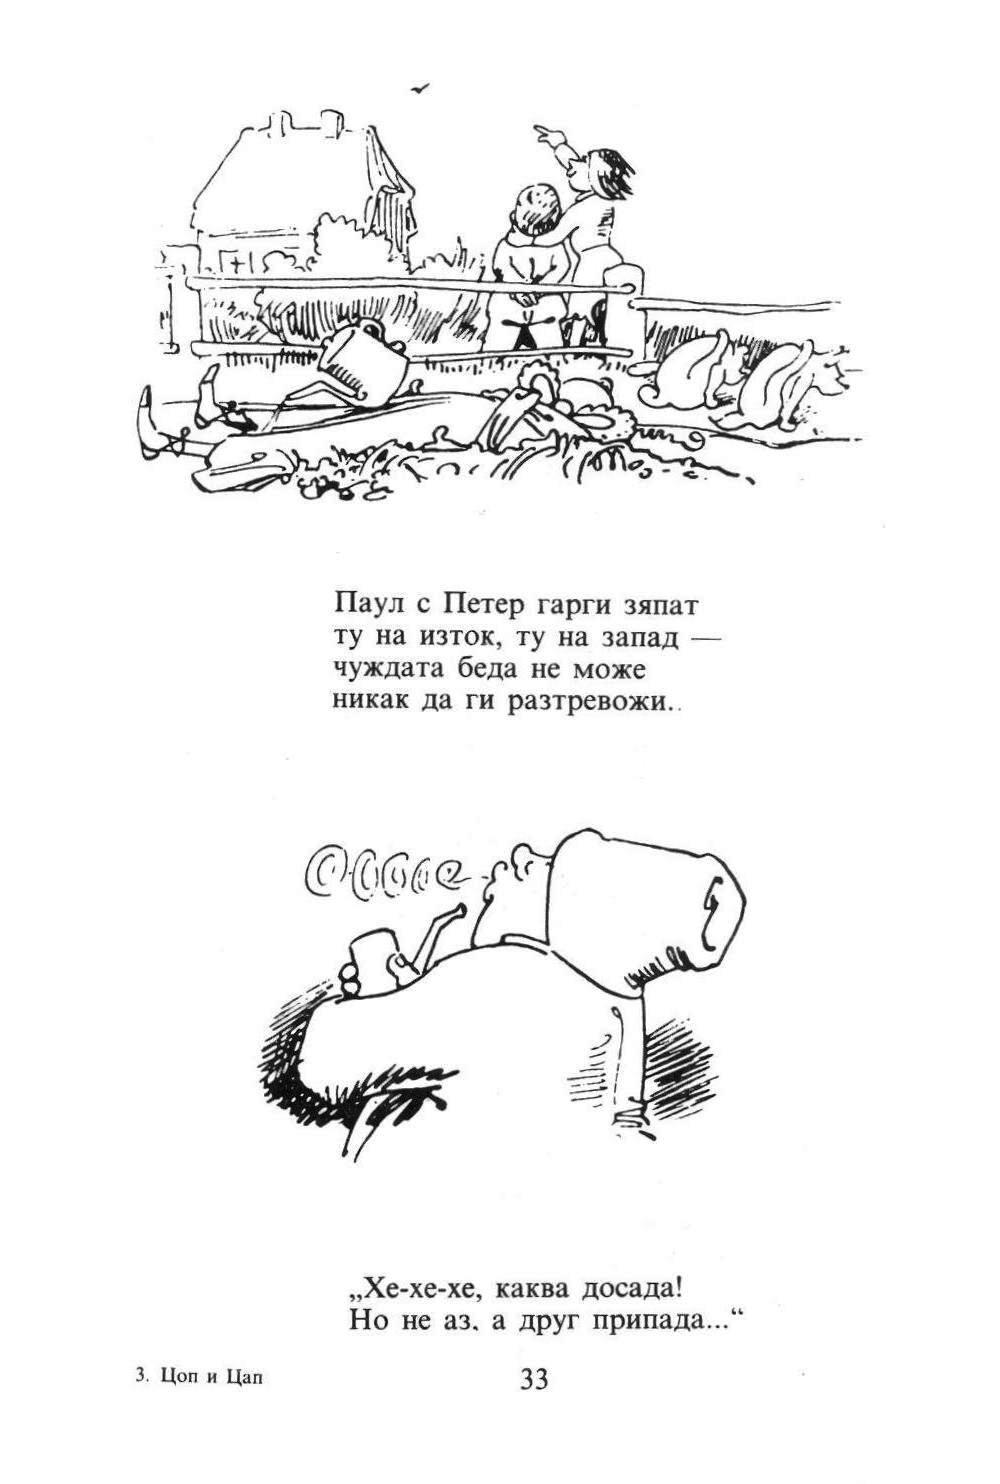 Паул с Петер гарги зяпат
ту на изток, ту на запад —
чуждата беда не може
никак да ги разтревожи..
„Хе-хе-хе, каква досада!
Но не аз, а друг припада...“
3. Цоп и Цап
33